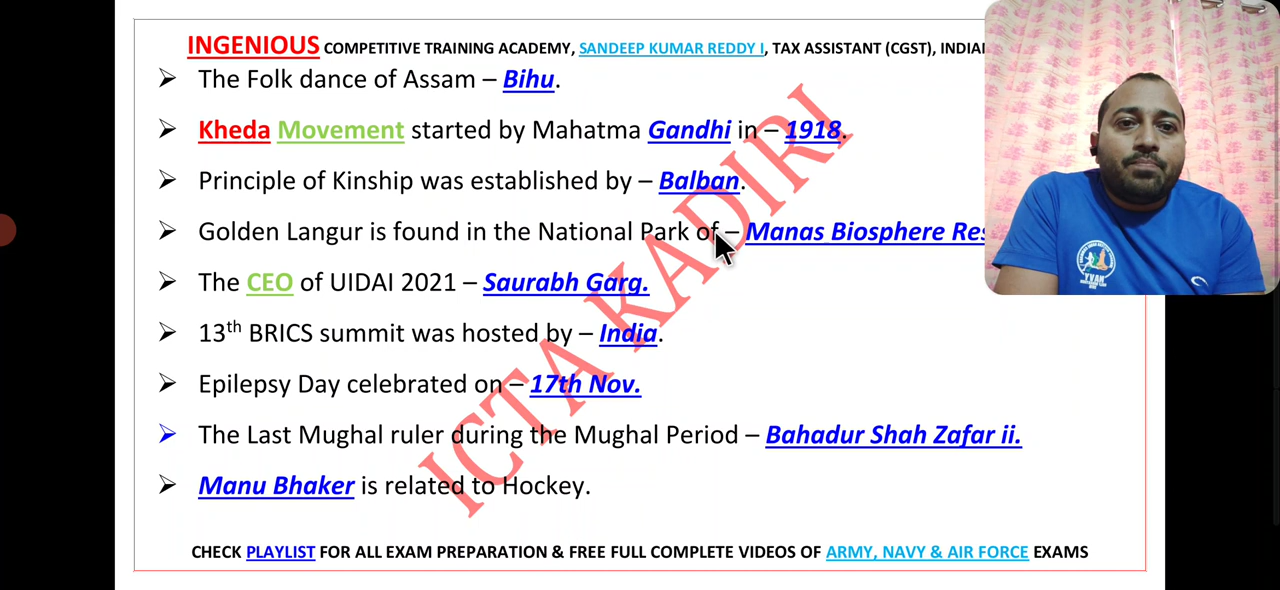 INGENIOUS COMPETITIVE TRAINING ACADEMY, SANDEEP KUMAR REDDY I, TAX ASSISTANT (CGST),
The Folk dance of Assam – Bihu.
Kheda Movement started by Mahatma Gandhi in – 1918.
Principle of Kinship was established by – Balban.
Golden Langur is found in the National Park of – Manas Biosphere
The CEO of UIDAI 2021 – Saurabh Garg.
13th BRICS summit was hosted by – India.
Epilepsy Day celebrated on – 17th Nov.
The Last Mughal ruler during the Mughal Period – Bahadur Shah Zafar ii.
Manu Bhaker is related to Hockey.
ICTA KADIRI
CHECK PLAYLIST FOR ALL EXAM PREPARATION & FREE FULL COMPLETE VIDEOS OF ARMY, NAVY & AIR FORCE EXAMS